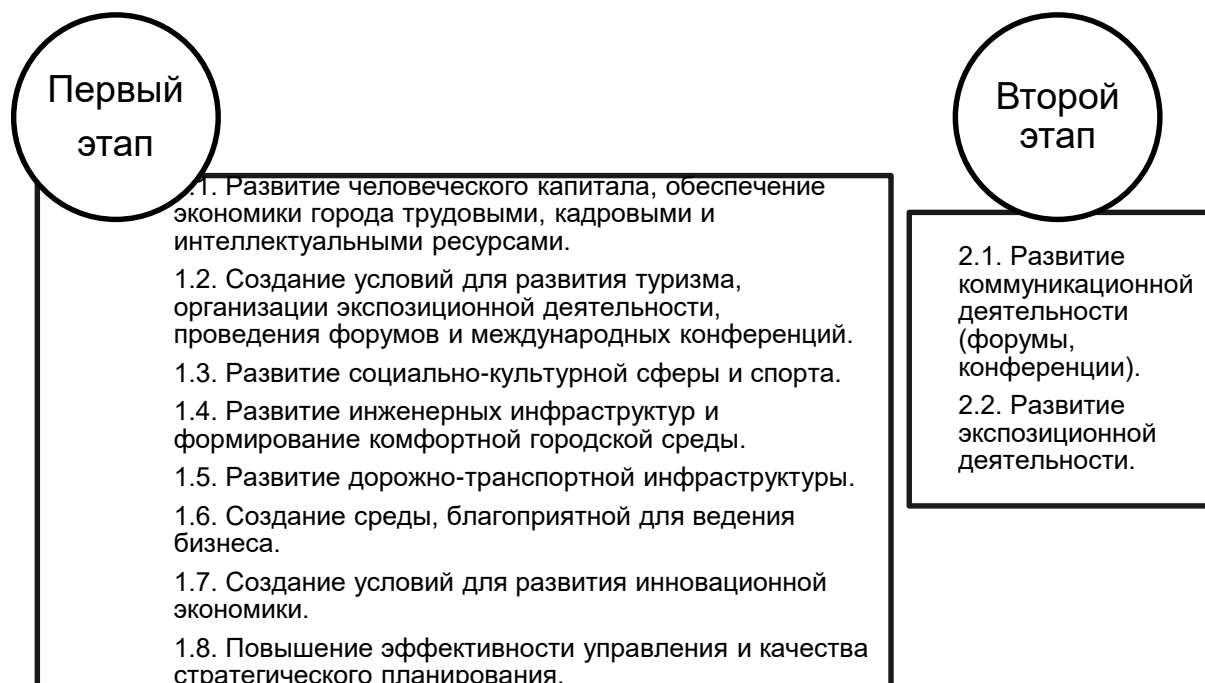 Первый
этап
1.1. Развитие человеческого капитала, обеспечение
экономики города трудовыми, кадровыми и
интеллектуальными ресурсами.
1.2. Создание условий для развития туризма,
организации экспозиционной деятельности,
проведения форумов и международных конференций.
1.3. Развитие социально-культурной сферы и спорта.
1.4. Развитие инженерных инфраструктур и
формирование комфортной городской среды.
1.5. Развитие дорожно-транспортной инфраструктуры.
1.6. Создание среды, благоприятной для ведения
бизнеса.
1.7. Создание условий для развития инновационной
экономики.
1.8. Повышение эффективности управления и качества
стратегического планирования.
Второй
этап
2.1. Развитие
коммуникационной
деятельности
(форумы,
конференции).
2.2. Развитие
экспозиционной
деятельности.